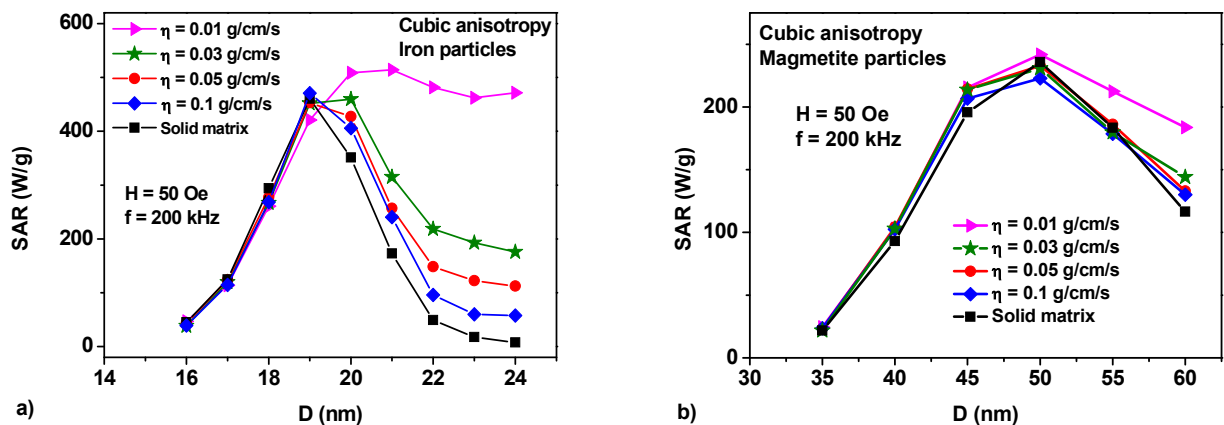 600
400
200
0
14
16
18
20
22
24
SAR (W/g)
D (nm)
a)
η = 0.01 g/cm/s
η = 0.03 g/cm/s
η = 0.05 g/cm/s
η = 0.1 g/cm/s
Solid matrix
Cubic anisotropy
Iron particles
H = 50 Oe
f = 200 kHz
200
100
0
30
35
40
45
50
55
60
SAR (W/g)
D (nm)
b)
Cubic anisotropy
Magmetite particles
H = 50 Oe
f = 200 kHz
η = 0.01 g/cm/s
η = 0.03 g/cm/s
η = 0.05 g/cm/s
η = 0.1 g/cm/s
Solid matrix